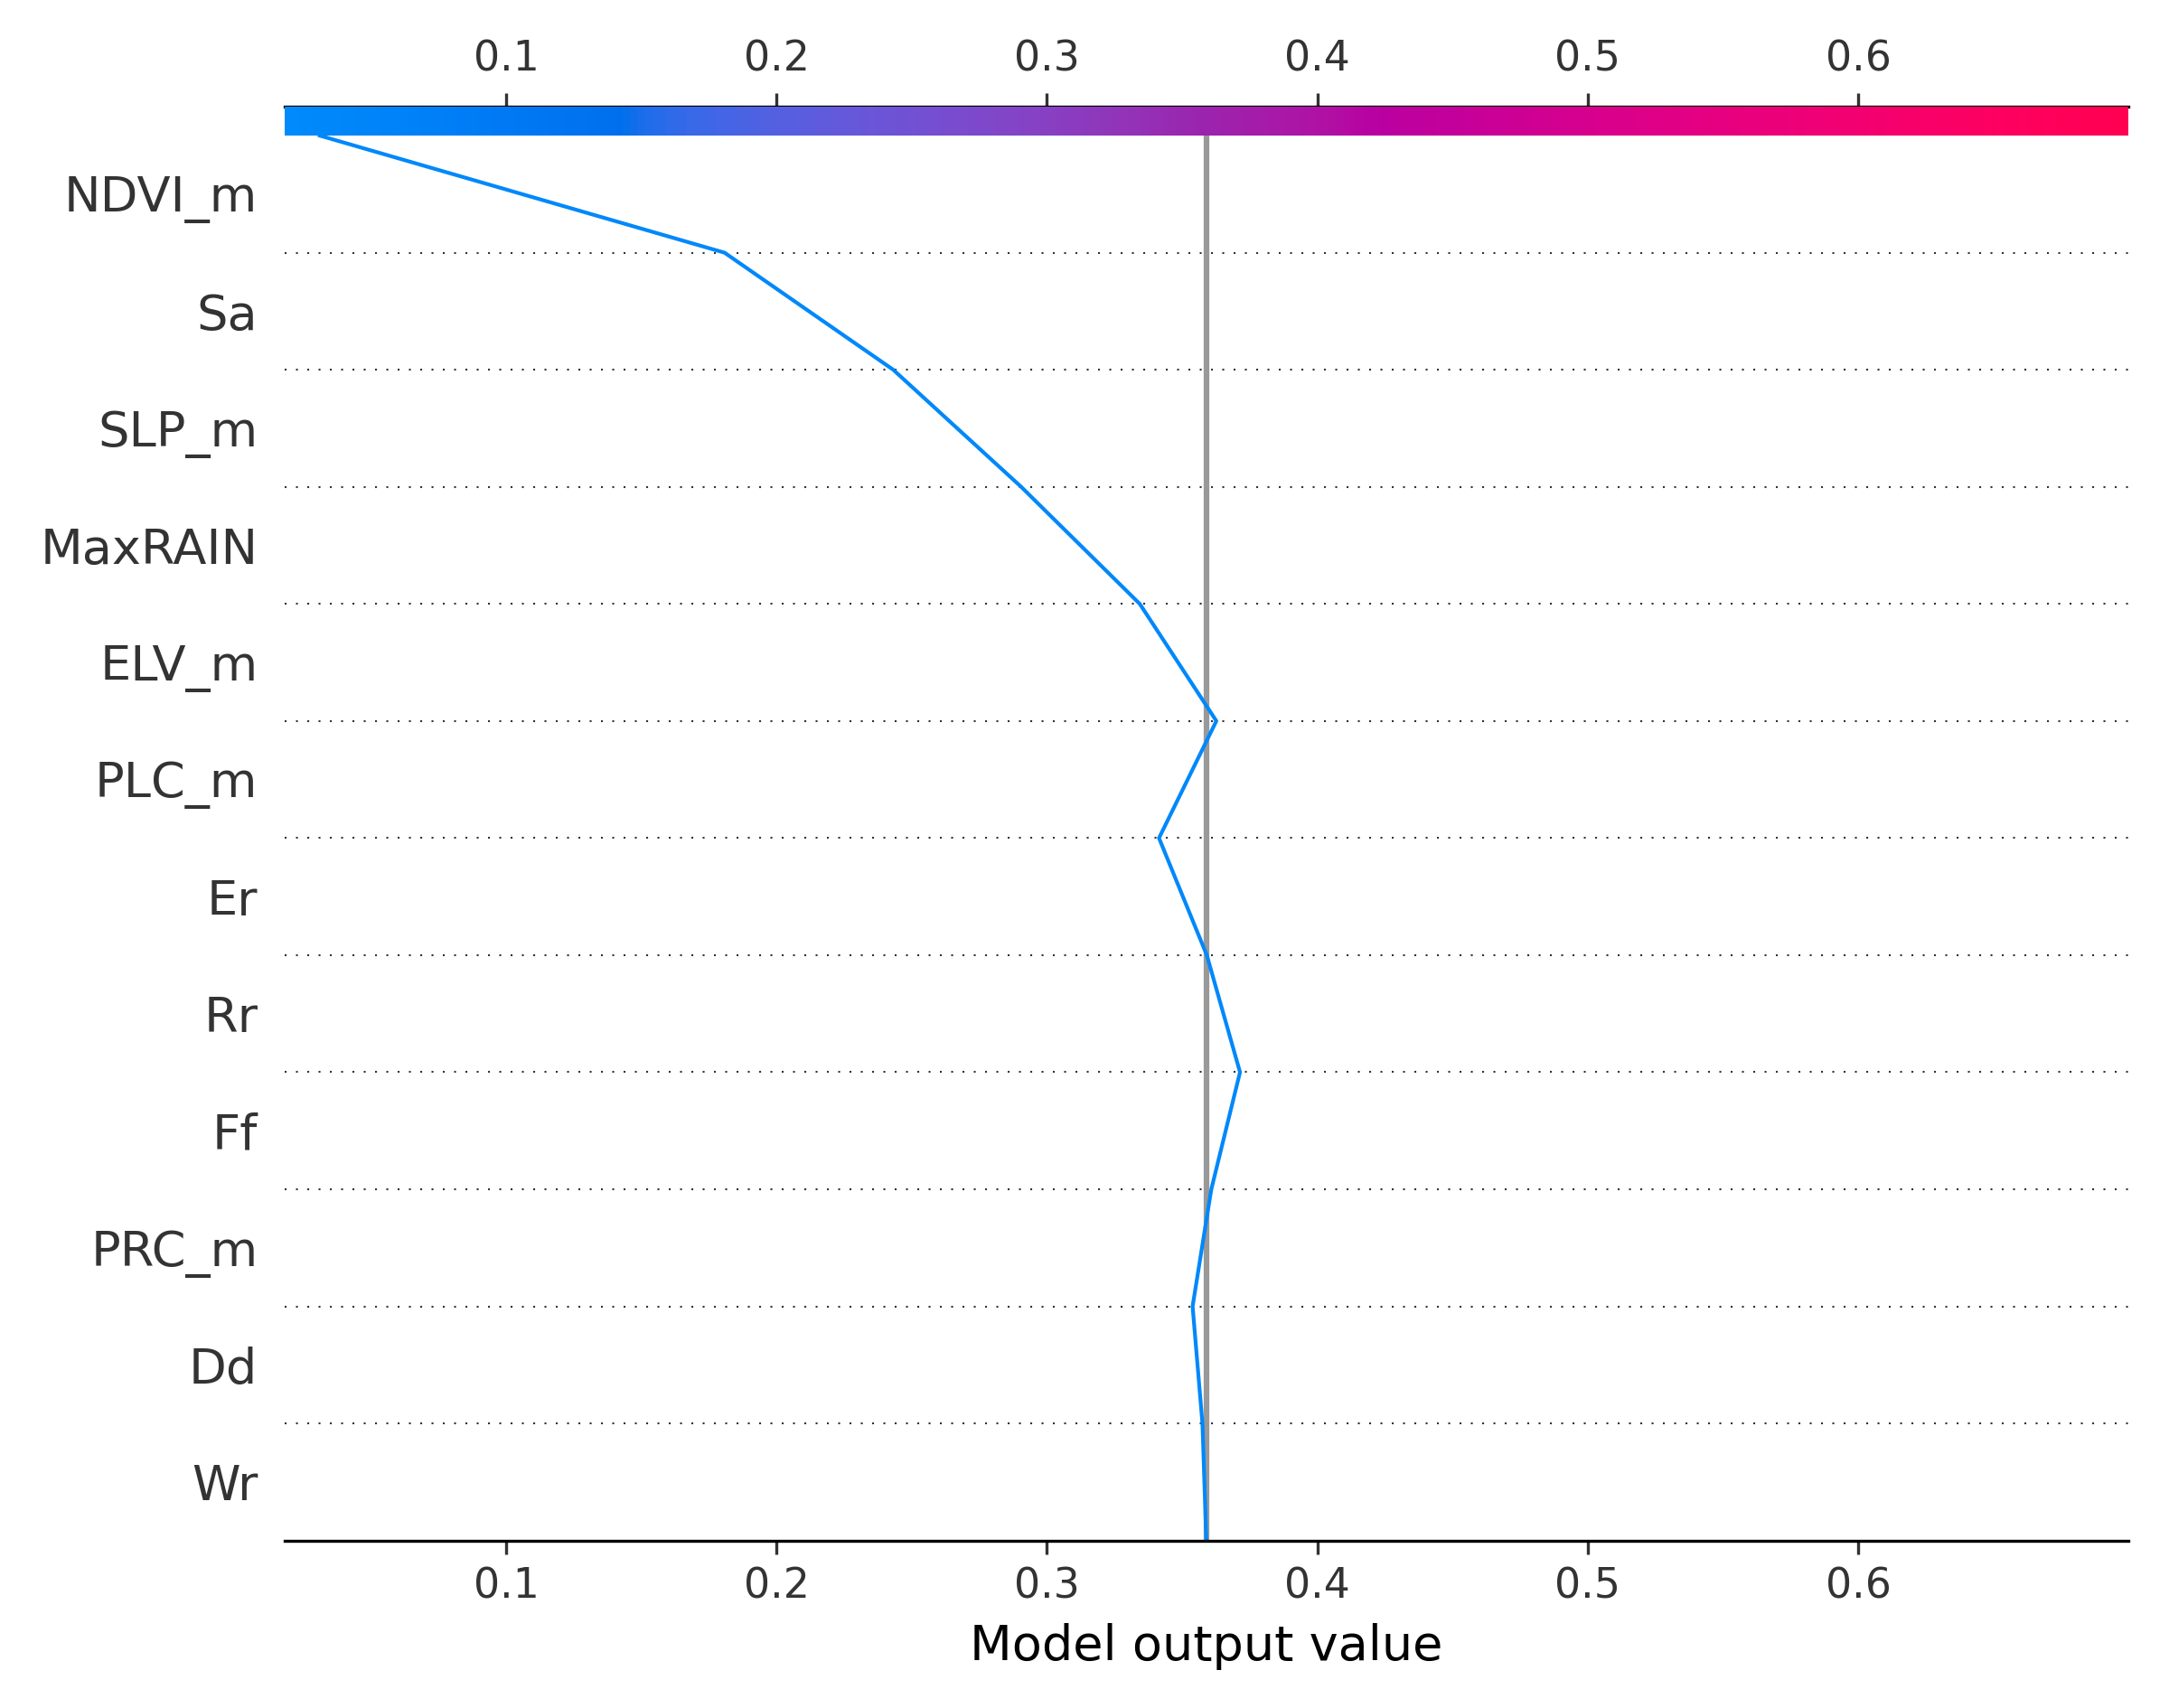 0.1 0.2 0.3 0.4 0.5 0.6
NDVI_m
Sa
SLP_m
MaxRAIN
ELV_m
PLC_m
Er
Rr
Ff
PRC_m
Dd
Wr
0.1 0.2 0.3 0.4 0.5 0.6
Model output value